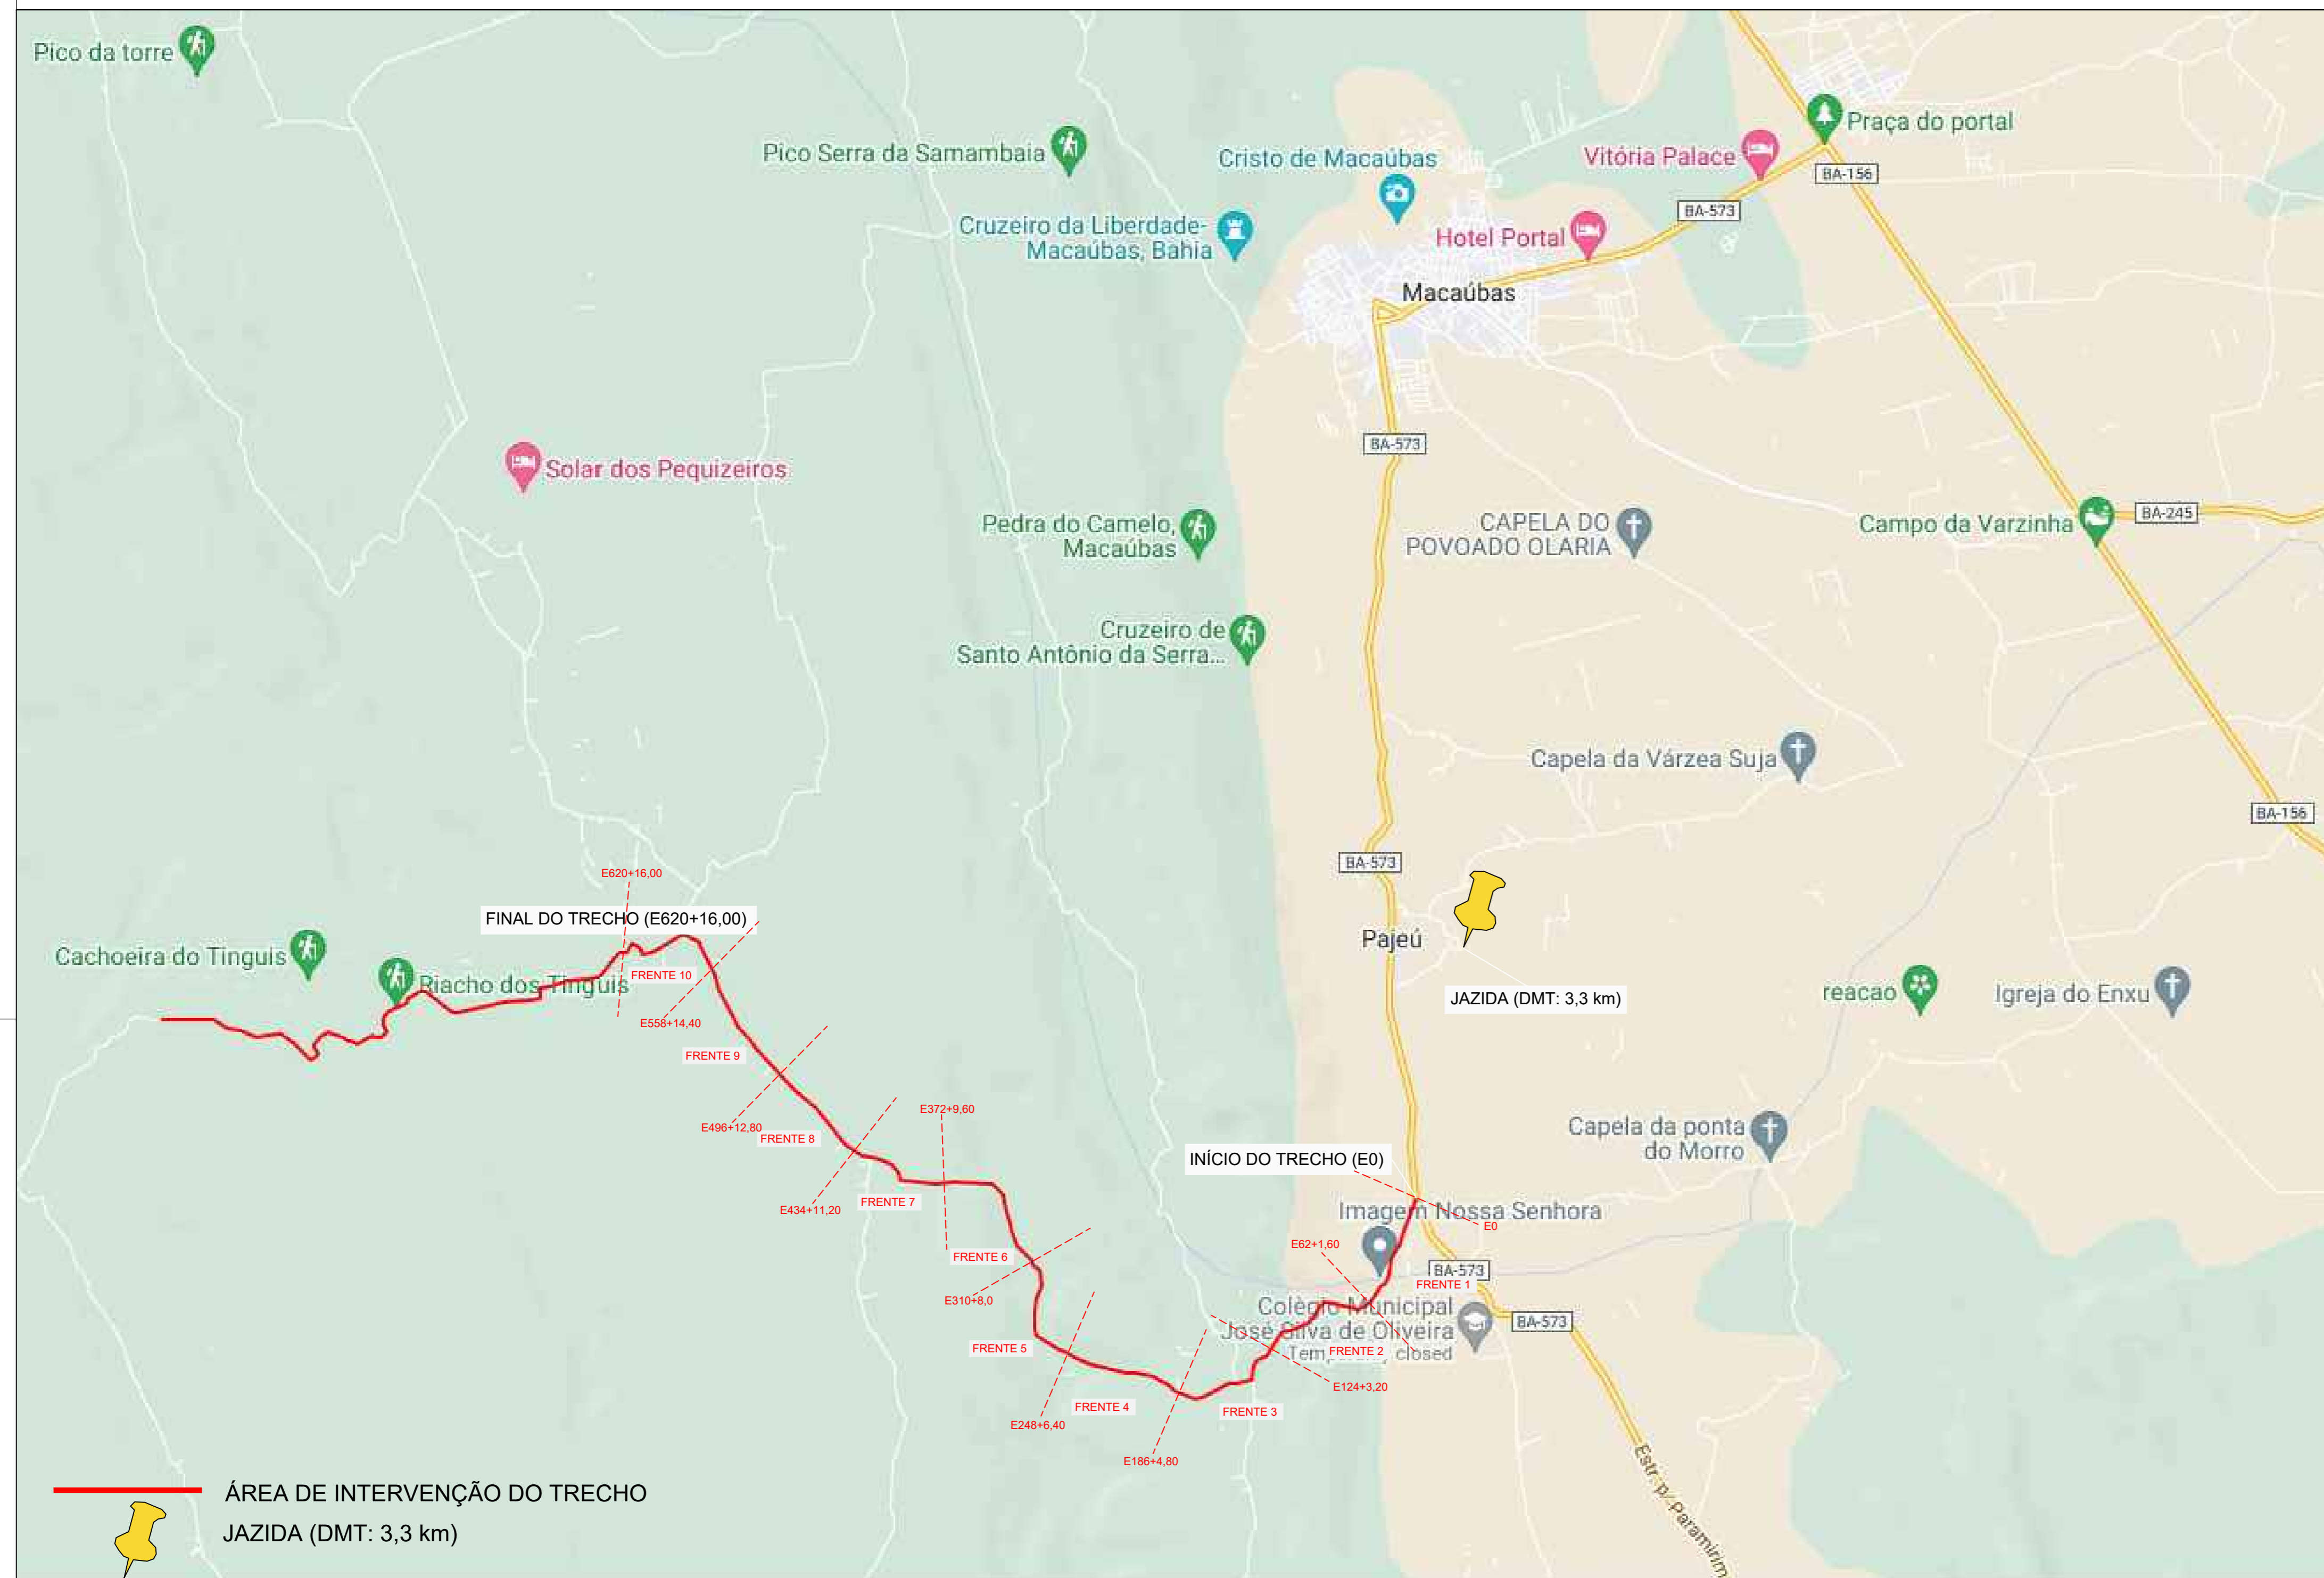 Pico da torre
Praça do portal
Pico Serra da Samambaia
Cristo de Macaúbas
Vitória Palace
BA-156
BA-573
Cruzeiro da Liberdade-
Macaúbas, Bahia
Hotel Portal
Macaúbas
BA-573
Solar dos Pequizeiros
Pedra do Camelo,
Macaúbas
CAPELA DO
POVOADO OLARIA
Campo da Varzinha
BA-245
Cruzeiro de
Santo Antônio da Serra...
Capela da Várzea Suja
BA-156
BA-573
E620+16,00
FINAL DO TRECHO (E620+16,00)
Pajeú
Cachoeira do Tinguis
Riacho dos Tinguis
FRENTE 10
JAZIDA (DMT: 3,3 km)
reacao
Igreja do Enxu
E558+14,40
FRENTE 9
E372+9,60
E496+12,80
FRENTE 8
Capela da ponta
do Morro
INÍCIO DO TRECHO (E0)
E434+11,20
FRENTE 7
Imagem Nossa Senhora
E0
E62+1,60
FRENTE 6
BA-573
FRENTE 1
E310+8,0
Colègio Municipal
José Silva de Oliveira
BA-573
FRENTE 5
FRENTE 2
closed
E124+3,20
FRENTE 4
FRENTE 3
E248+6,40
E186+4,80
Estr. p/ Paramirim
ÁREA DE INTERVENÇÃO DO TRECHO
JAZIDA (DMT: 3,3 km)